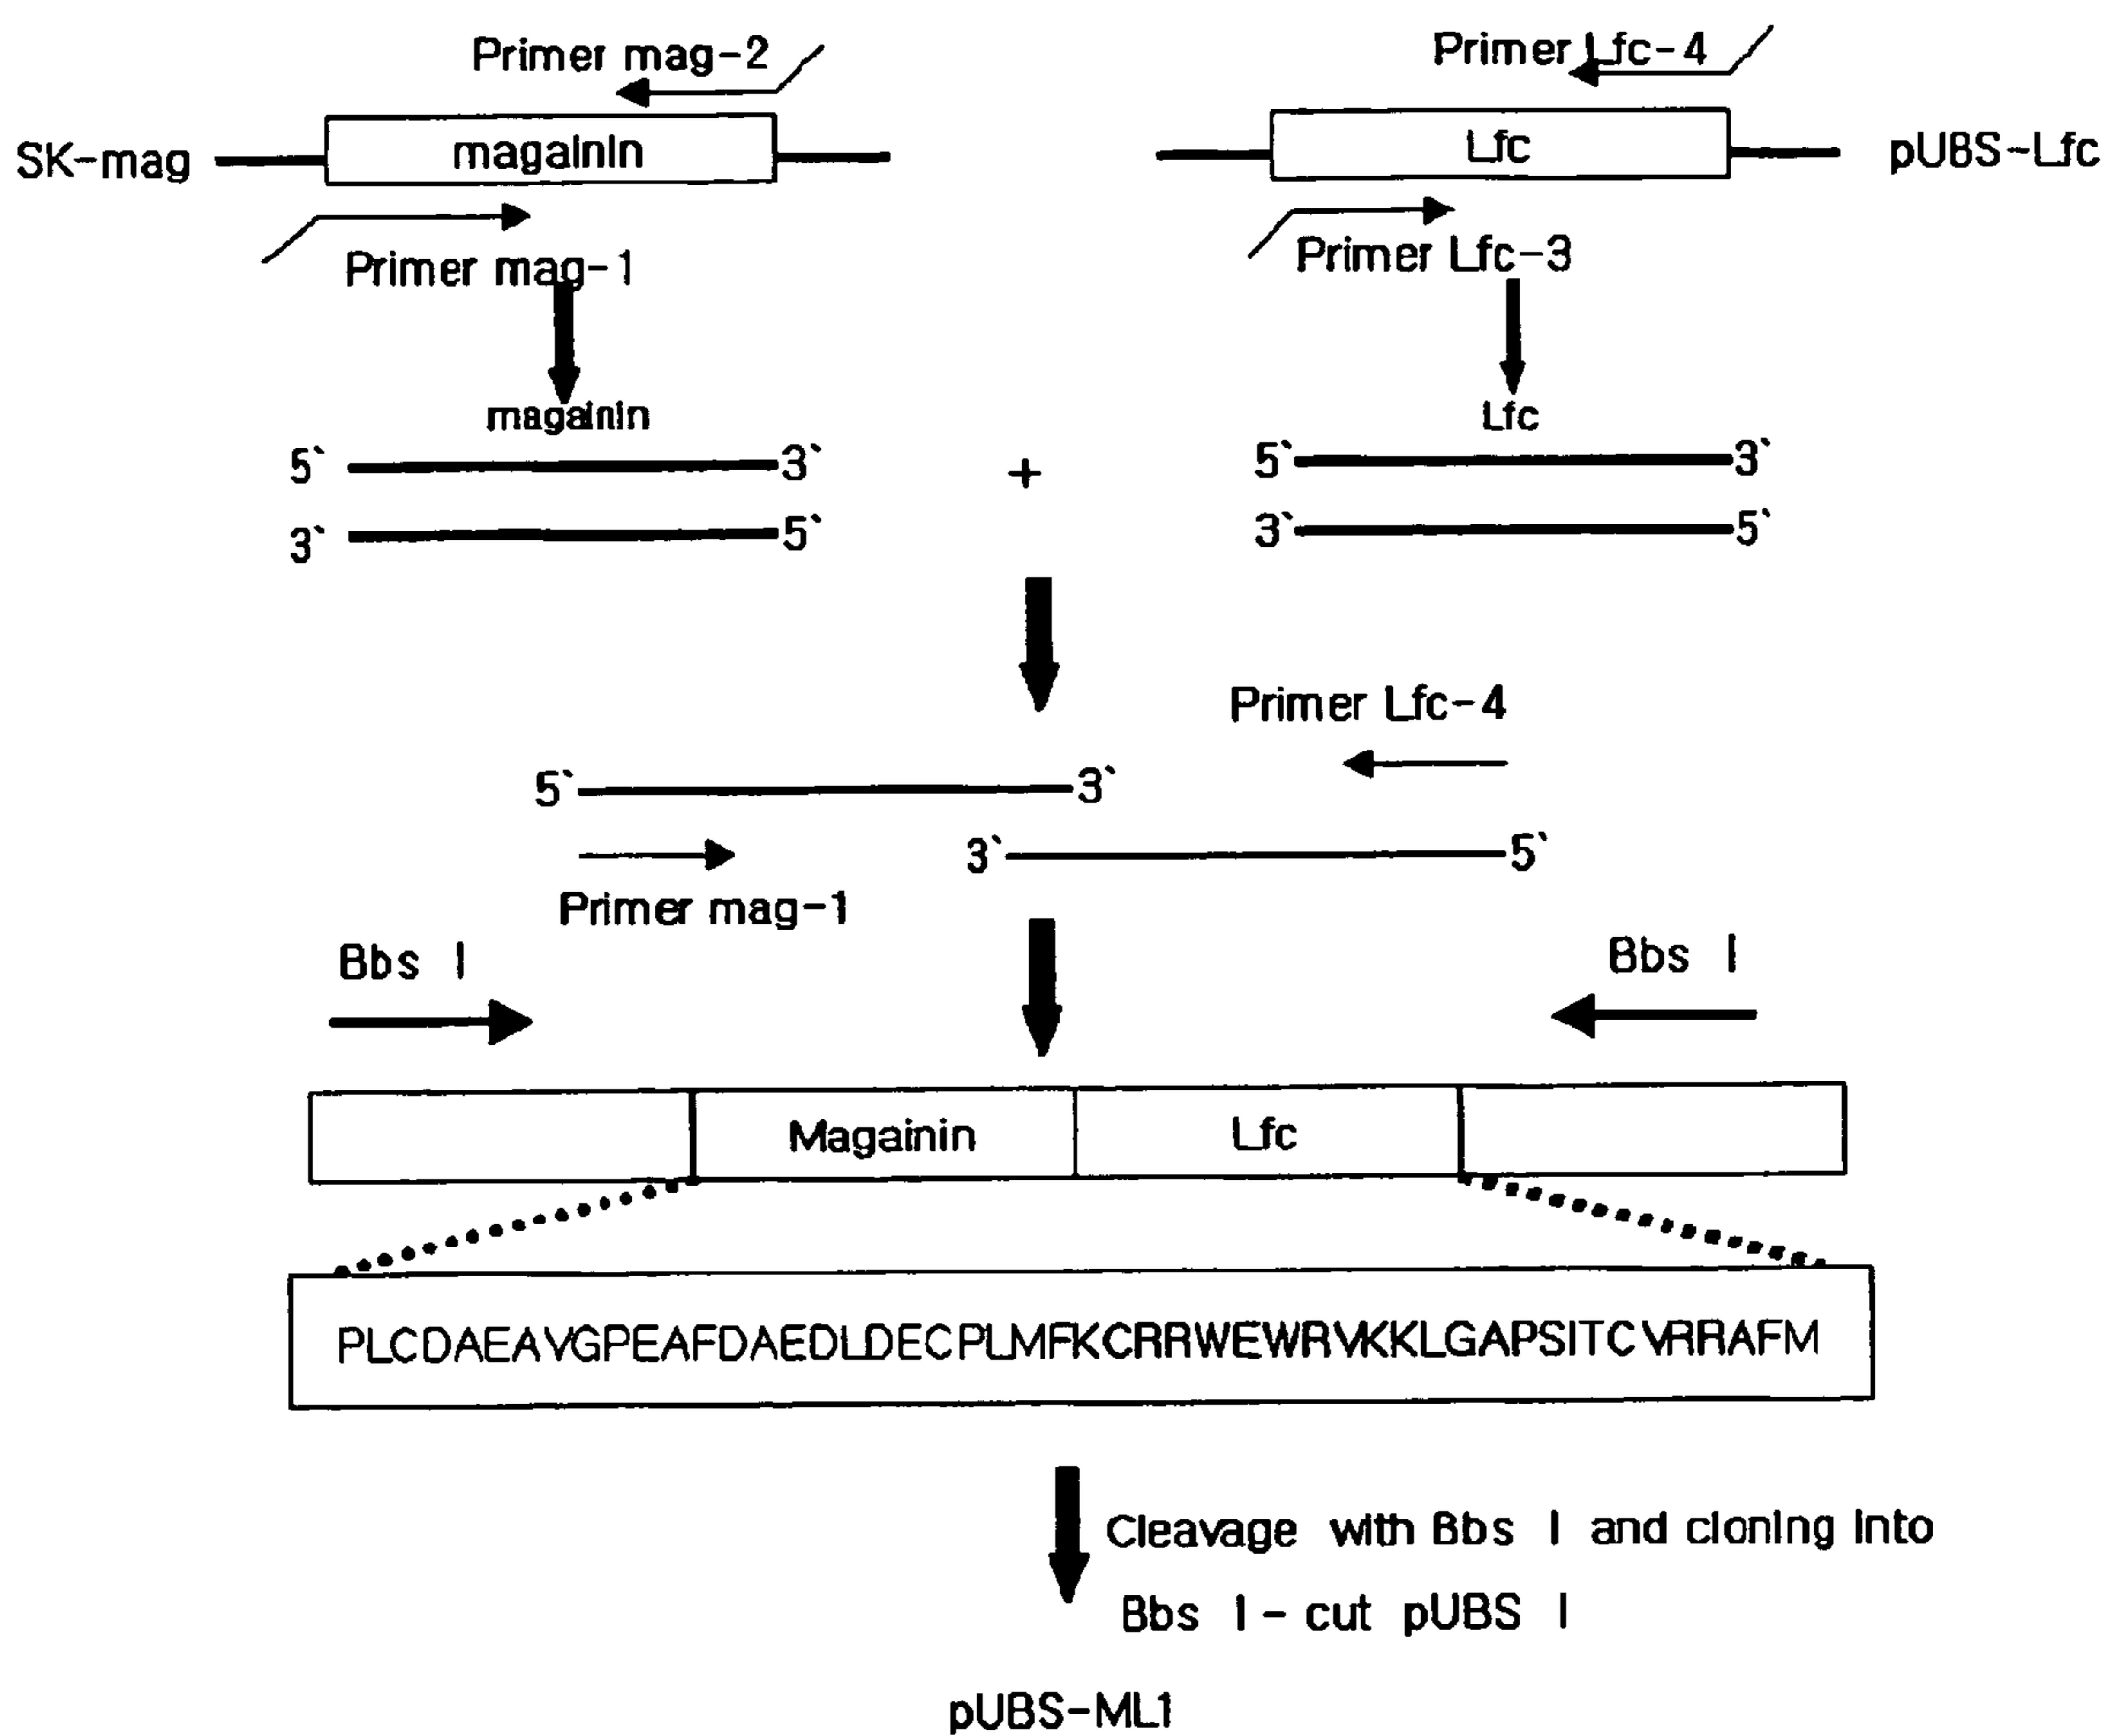 Primer mag-2
Primer Lfc-4
SK-mag
magainin
Lfc
pUBS-Lfc
Primer mag-1
Primer Lfc-3
magainin
Lfc
5` 3`
+
5` 3`
3` 5`
3` 5`
Primer Lfc-4
5` 3`
3` 5`
Primer mag-1
Bbs I
Bbs I
Magainin
Lfc
PLCDAEAVGPEAFDAEDLDECPLMFKCRRWEWRVKKLGAPSITCVRRAFM
Cleavage with Bbs I and cloning into
Bbs I - cut pUBS I
pUBS-ML1